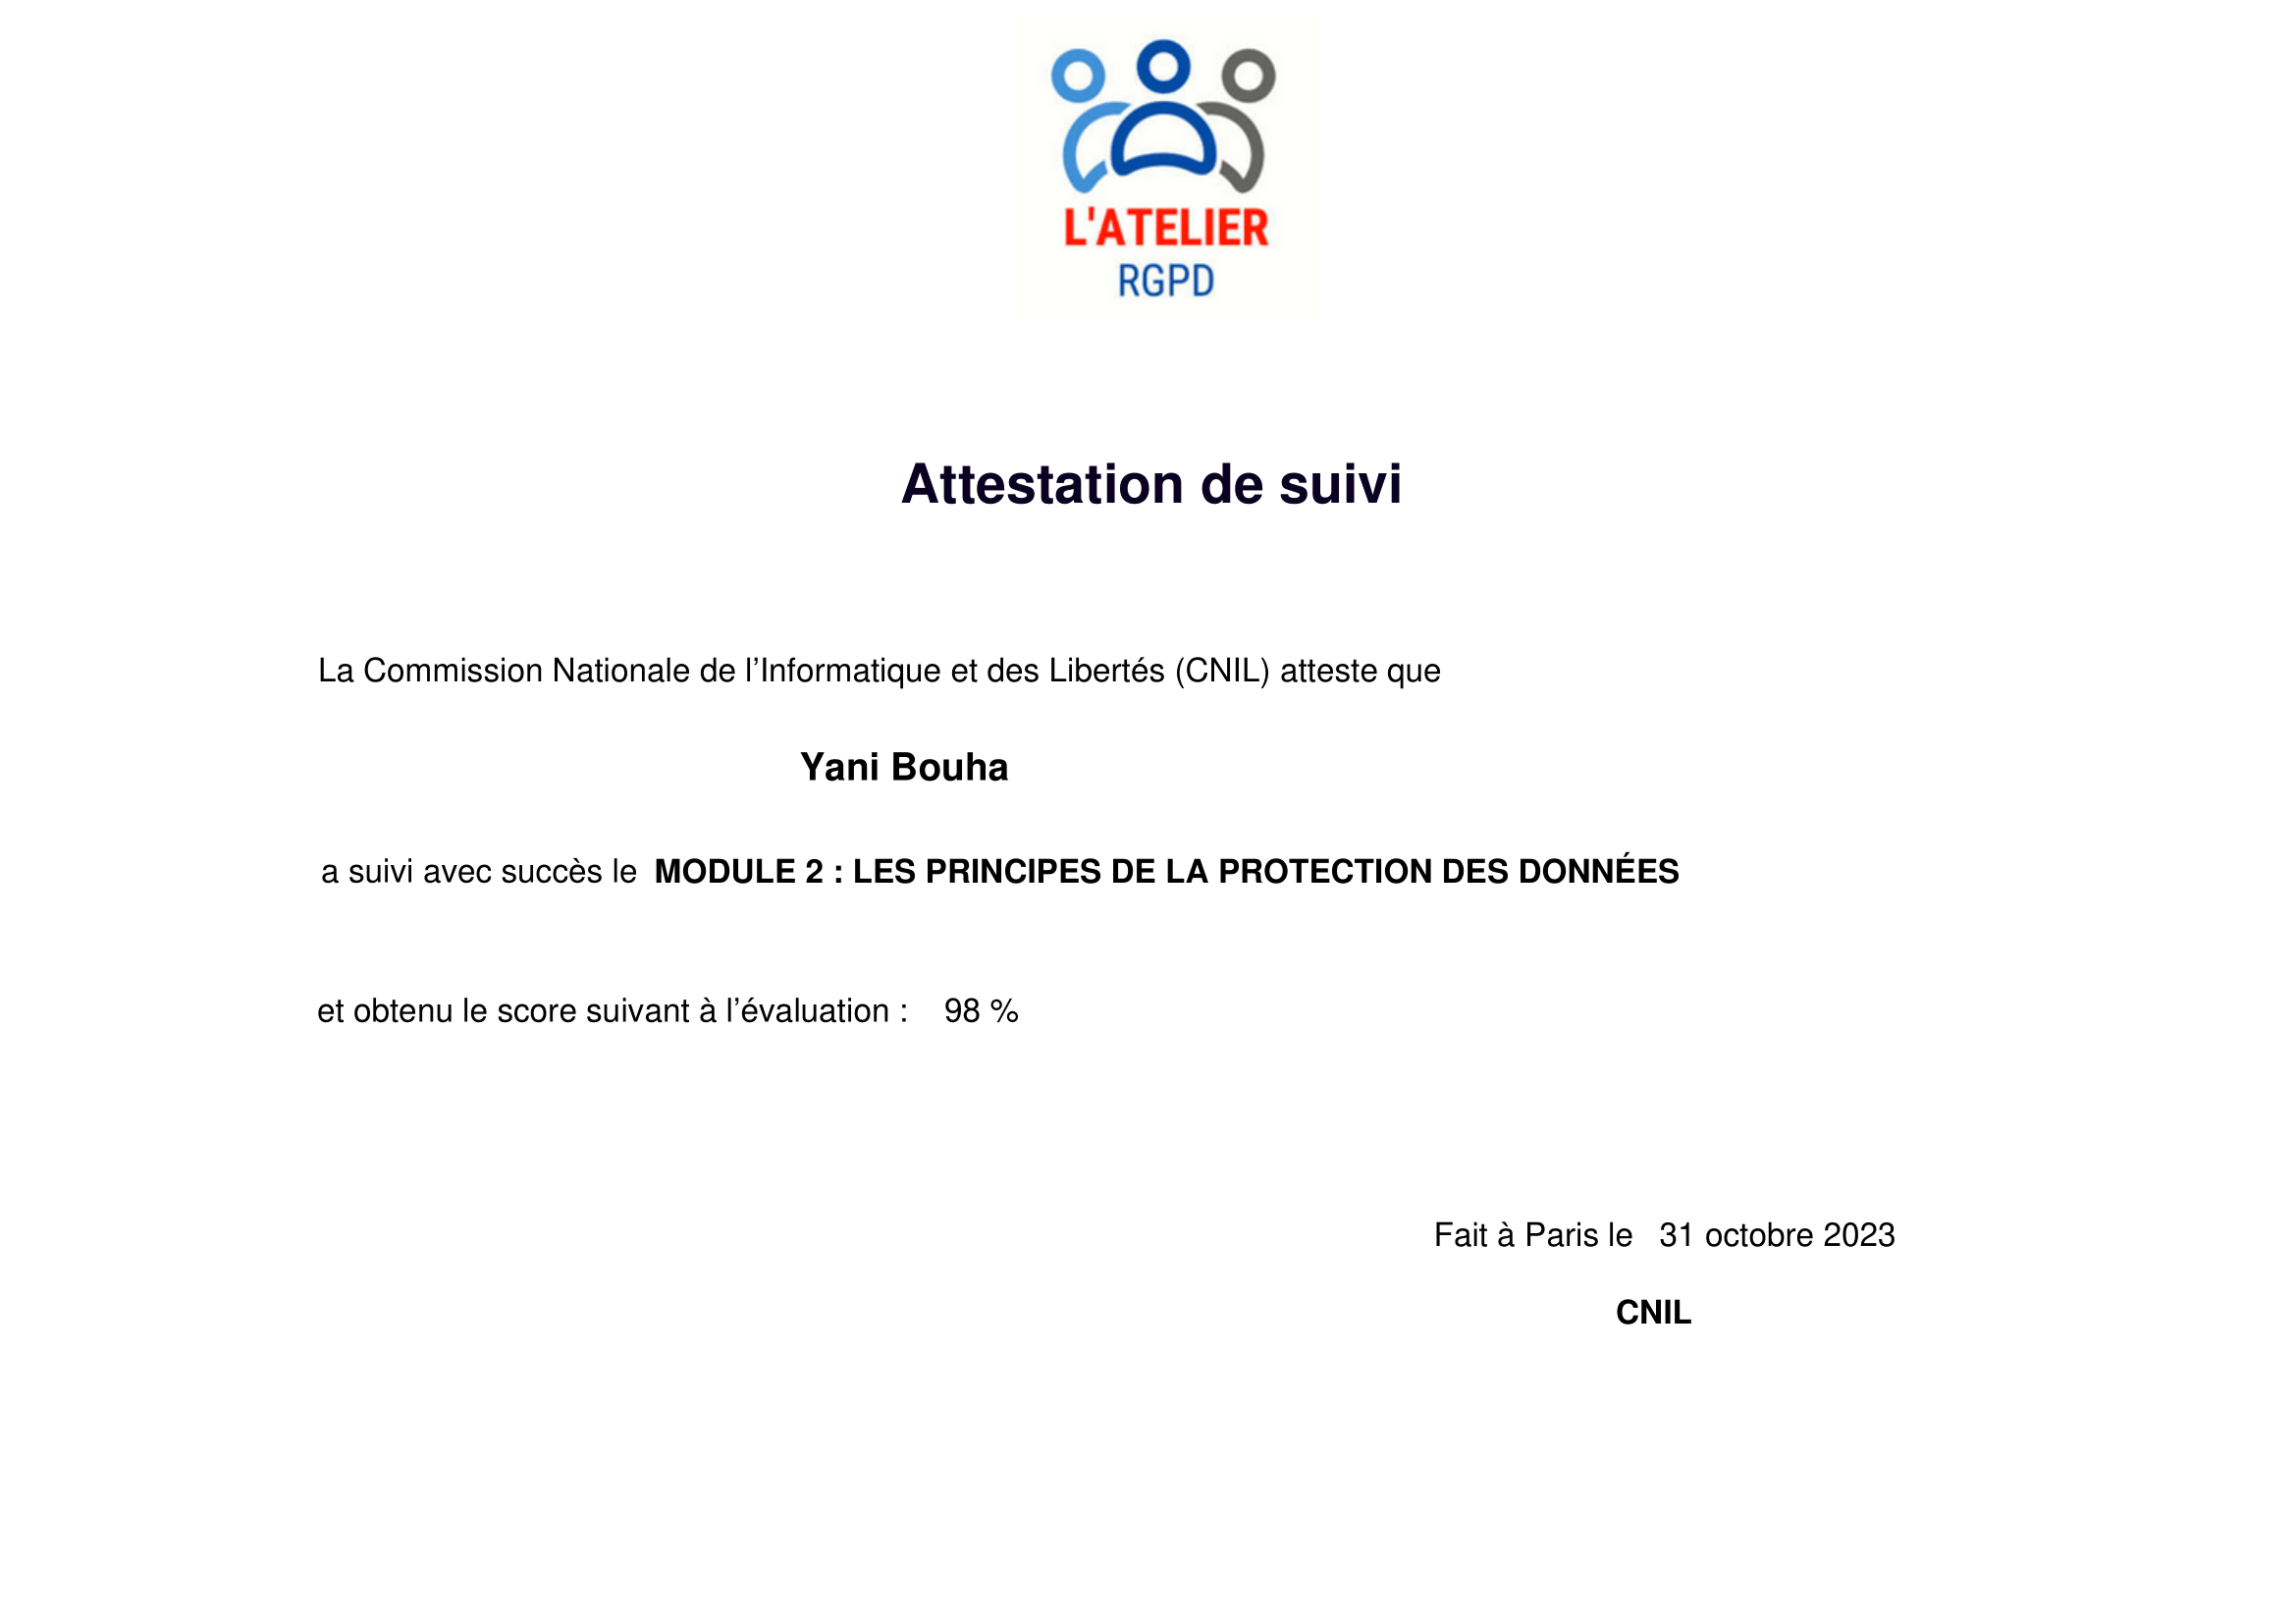 L'ATELIER
RGPD
Attestation de suivi
La Commission Nationale de l’Informatique et des Libertés (CNIL) atteste que
Yani Bouha
a suivi avec succès le MODULE 2 : LES PRINCIPES DE LA PROTECTION DES DONNÉES
et obtenu le score suivant à l’évaluation : 98 %
Fait à Paris le 31 octobre 2023
CNIL